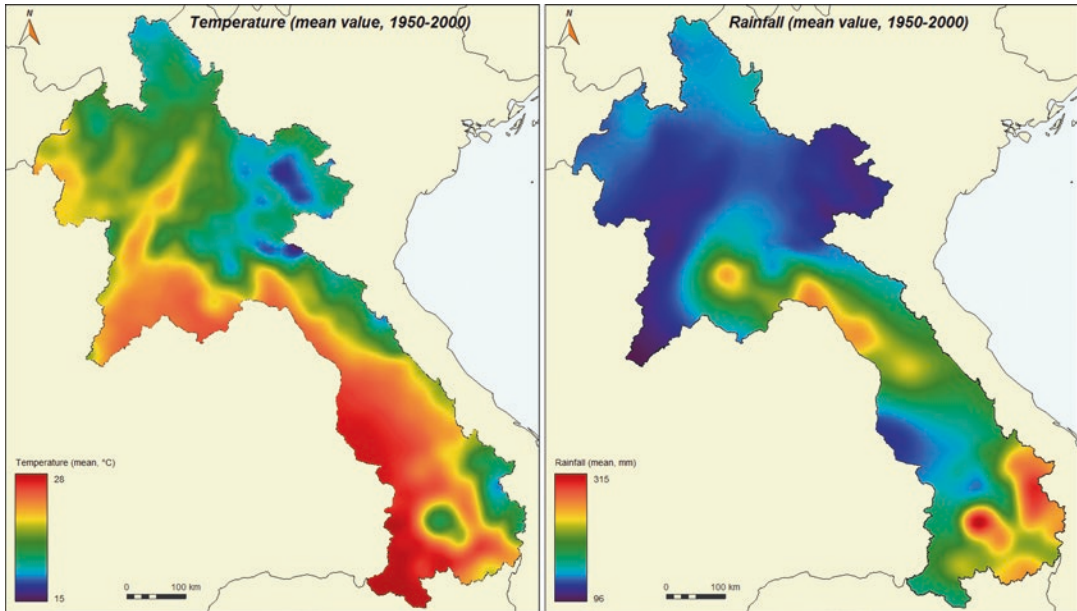 N
Temperature (mean value, 1950-2000)
Temperature (mean, °C)
28
15
0 100 km
N
Rainfall (mean value, 1950-2000)
Rainfall (mean, mm)
315
96
0 100 km